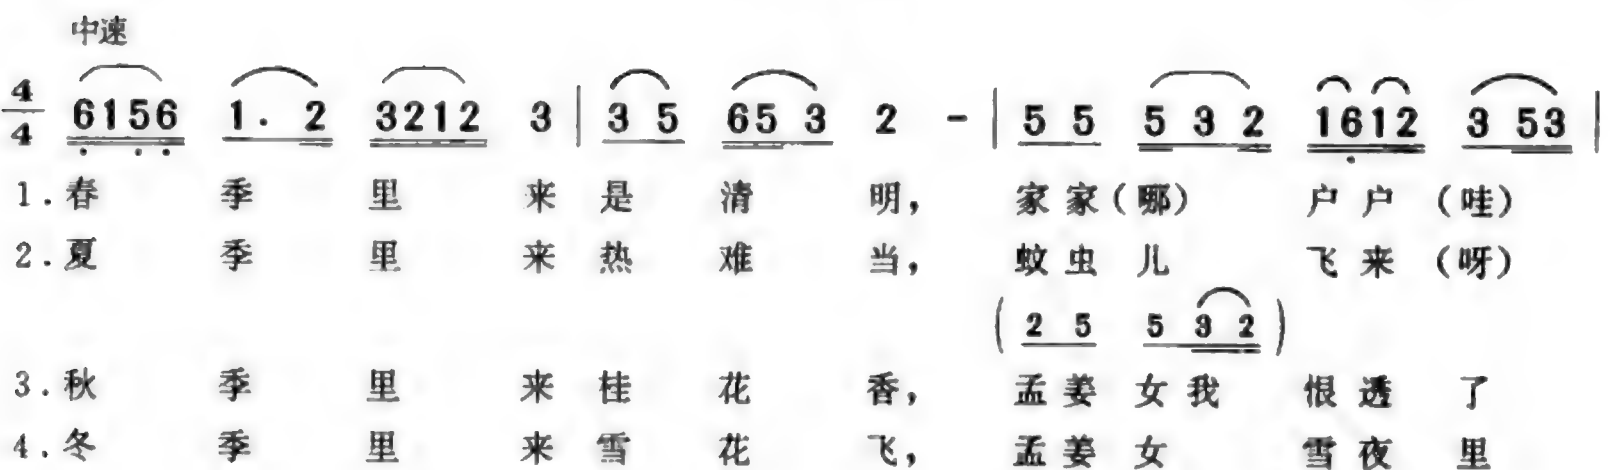 中速
4/4 6156 1. 2 3212 3 | 3 5 65 3 2 - | 5 5 5 3 2 1612 3 53 |
1.春 季 里 来 是 清 明， 家 家（哪） 户 户 （哇）
2.夏 季 里 来 热 难 当， 蚊 虫 儿 飞 来 （呀）
( 2 5 5 3 2 )
3.秋 季 里 来 桂 花 香， 孟 姜 女 我 恨 透 了
4.冬 季 里 来 雪 花 飞， 孟 姜 女 雪 夜 里